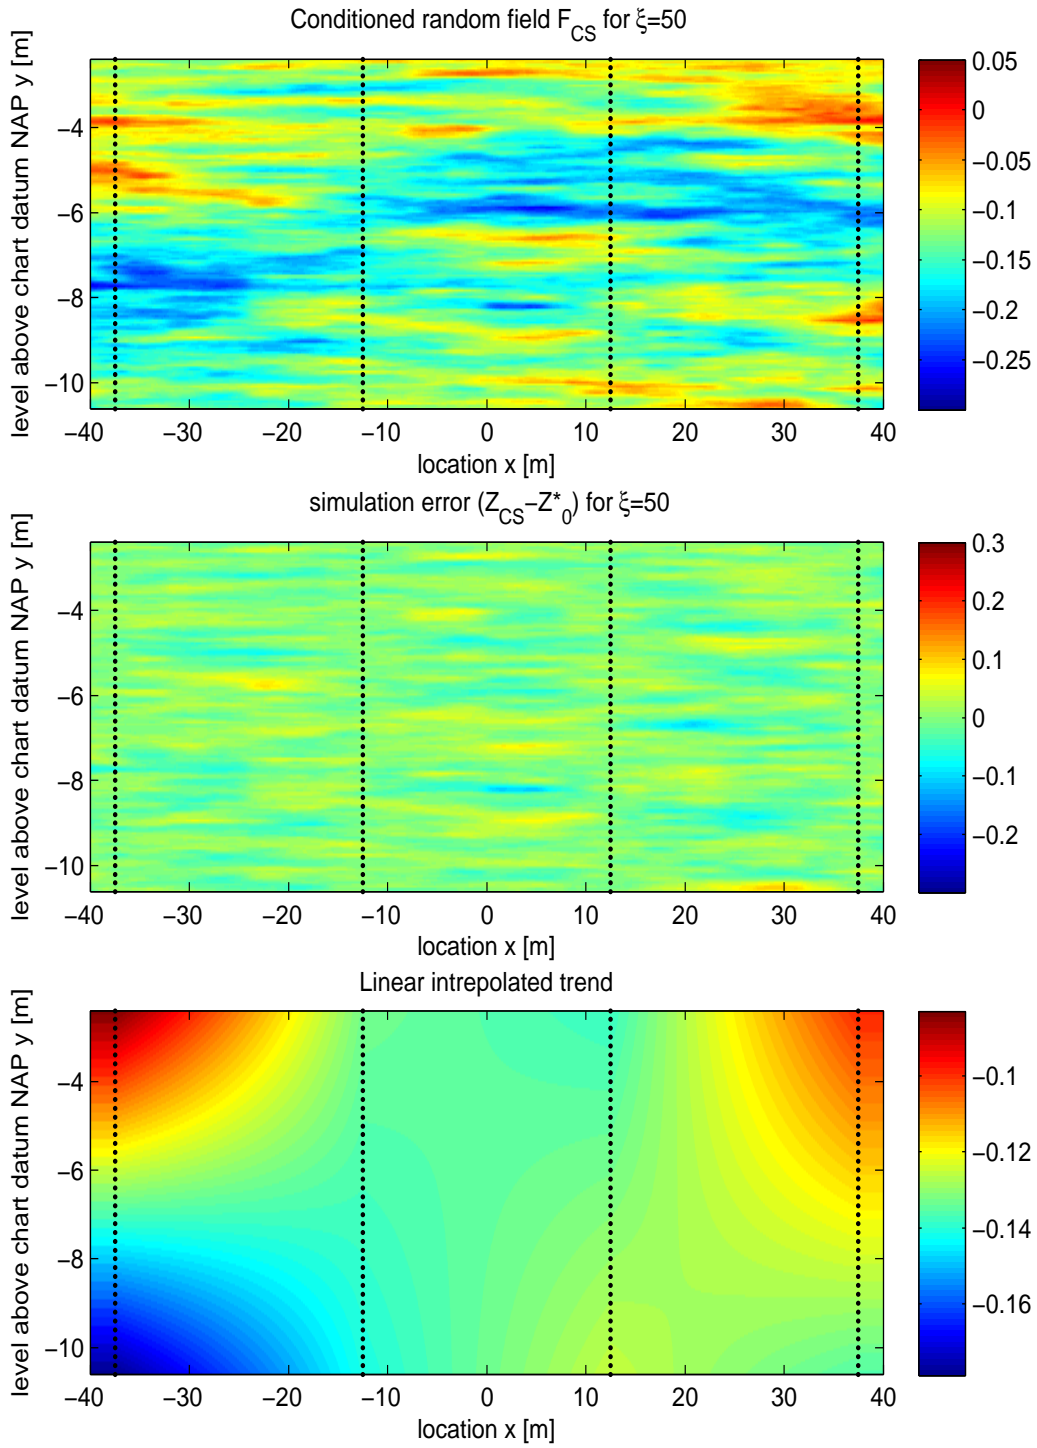 Conditioned random field F_CS for ξ=50
level above chart datum NAP y [m]
−4
−6
−8
−10
−40 −30 −20 −10 0 10 20 30 40
location x [m]
0.05
0
−0.05
−0.1
−0.15
−0.2
−0.25
simulation error (Z_CS−Z*_0) for ξ=50
level above chart datum NAP y [m]
−4
−6
−8
−10
−40 −30 −20 −10 0 10 20 30 40
location x [m]
0.3
0.2
0.1
0
−0.1
−0.2
Linear intrepolated trend
level above chart datum NAP y [m]
−4
−6
−8
−10
−40 −30 −20 −10 0 10 20 30 40
location x [m]
−0.1
−0.12
−0.14
−0.16